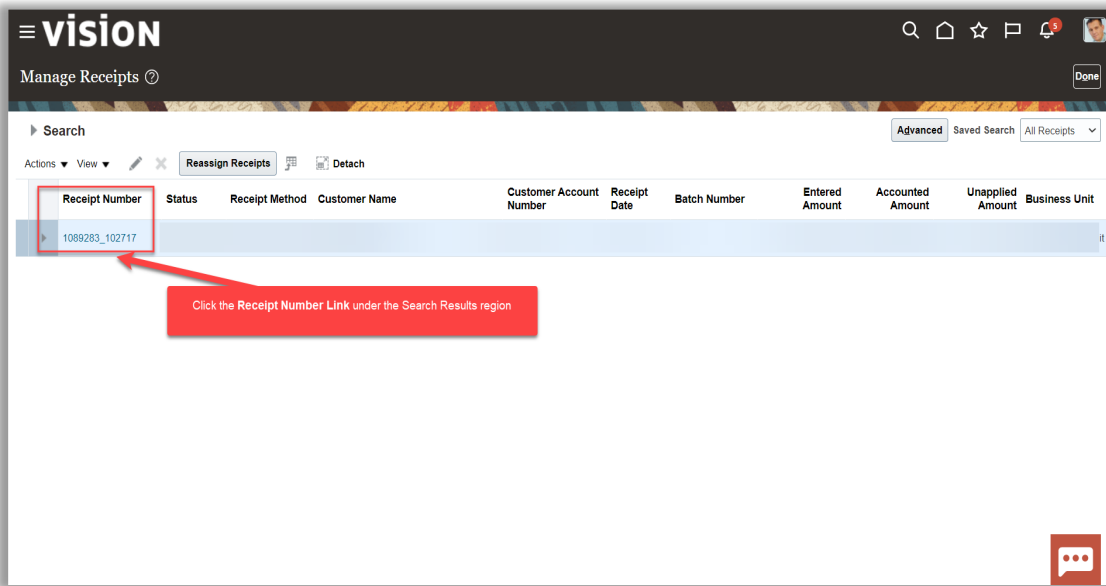 vision
5
Manage Receipts ?
Done
Search
Advanced Saved Search All Receipts
Actions View Reassign Receipts Detach
Receipt Number Status Receipt Method Customer Name Customer Account Number Receipt Date Batch Number Entered Amount Accounted Amount Unapplied Amount Business Unit
1089283_102717 it
Click the Receipt Number Link under the Search Results region